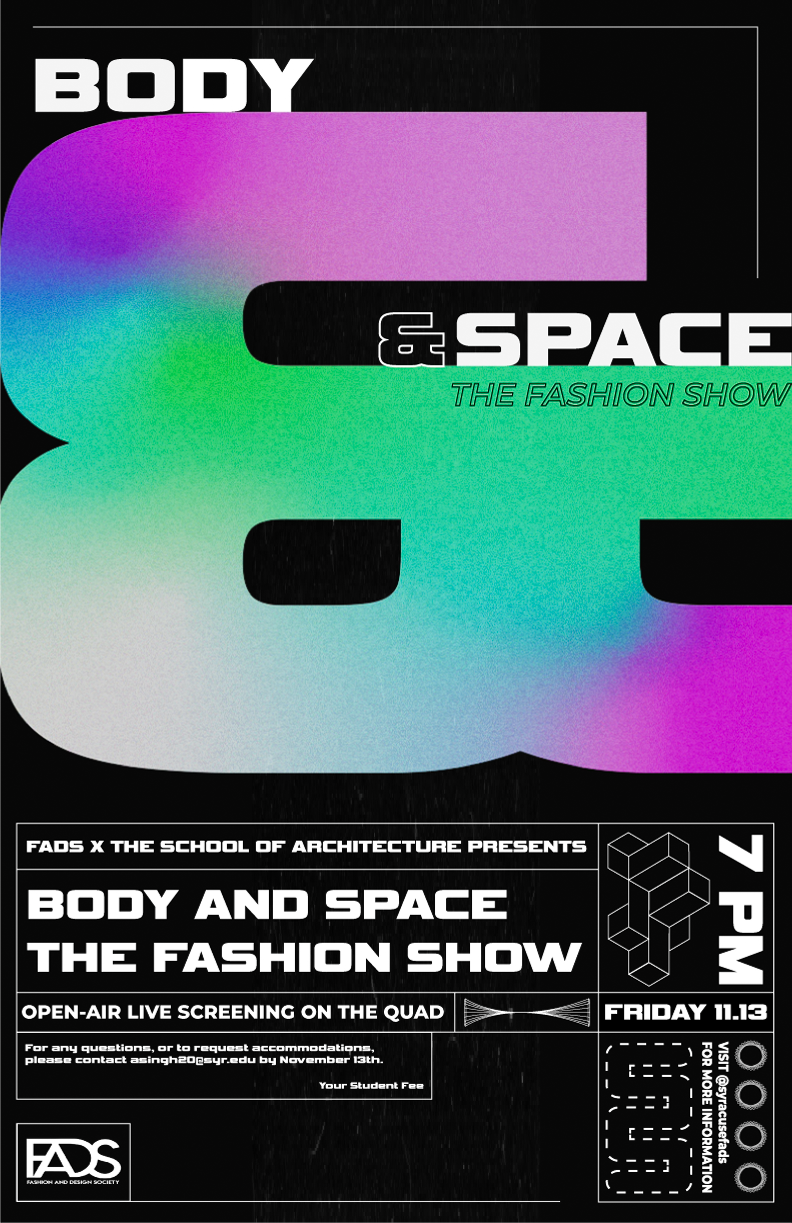 BODY
& SPACE
THE FASHION SHOW
FADS X THE SCHOOL OF ARCHITECTURE PRESENTS
BODY AND SPACE
THE FASHION SHOW
7 PM
OPEN-AIR LIVE SCREENING ON THE QUAD
FRIDAY 11.13
For any questions, or to request accommodations,
please contact asingh20@syr.edu by November 13th.
Your Student Fee
VISIT @syracusefads
FOR MORE INFORMATION
FADS
FASHION AND DESIGN SOCIETY